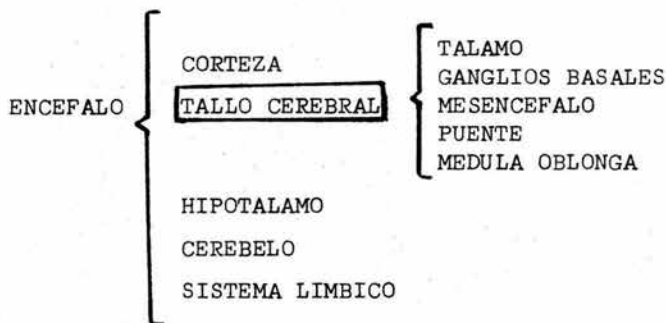 ENCEFALO
CORTEZA
TALLO CEREBRAL
HIPOTALAMO
CEREBELO
SISTEMA LIMBICO
TALAMO
GANGLIOS BASALES
MESENCEFALO
PUENTE
MEDULA OBLONGA